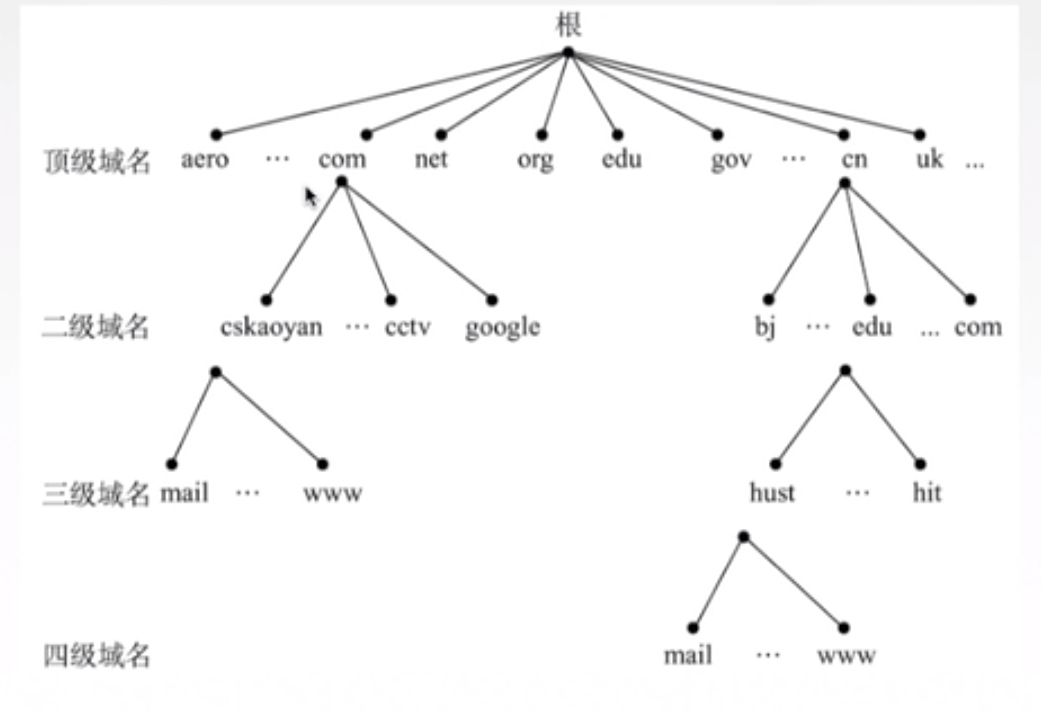 根
顶级域名 aero … com net org edu gov … cn uk ...
二级域名 cskaoyan … cctv google bj … edu ... com
三级域名 mail … www hust … hit
四级域名 mail … www